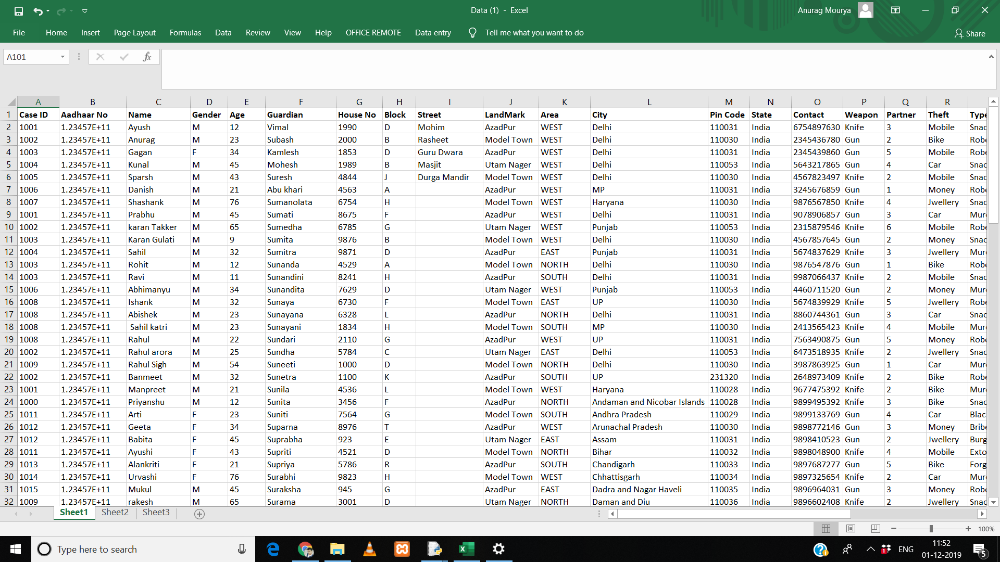 Data (1) - Excel
Anurag Mourya
File Home Insert Page Layout Formulas Data Review View Help OFFICE REMOTE Data entry Tell me what you want to do Share
A101 fx
A B C D E F G H I J K L M N O P Q R
1 Case ID Aadhaar No Name Gender Age Guardian House No Block Street LandMark Area City Pin Code State Contact Weapon Partner Theft Type
2 1001 1.23457E+11 Ayush M 12 Vimal 1990 D Mohim AzadPur WEST Delhi 110031 India 6754897630 Knife 3 Mobile Snac
3 1002 1.23457E+11 Anurag M 23 Subash 2000 B Rasheet Model Town WEST Delhi 110030 India 2345436780 Gun 2 Bike Robe
4 1003 1.23457E+11 Gagan F 34 Kamlesh 1853 D Guru Dwara AzadPur WEST Delhi 110031 India 2345439860 Gun 5 Mobile Robe
5 1004 1.23457E+11 Kunal M 45 Mohesh 1989 B Masjit Utam Nager WEST Delhi 110053 India 5643217865 Gun 4 Car Snac
6 1005 1.23457E+11 Sparsh M 43 Suresh 4844 J Durga Mandir Model Town WEST Delhi 110030 India 4567823497 Knife 2 Mobile Snac
7 1006 1.23457E+11 Danish M 21 Abu khari 4563 A AzadPur WEST MP 110031 India 3245676859 Gun 1 Money Robe
8 1007 1.23457E+11 Shashank M 76 Sumanolata 6754 H Model Town WEST Haryana 110030 India 9876567850 Knife 4 Jwellery Snac
9 1001 1.23457E+11 Prabhu M 45 Sumati 8675 F AzadPur WEST Delhi 110031 India 9078906857 Gun 3 Car Mur
10 1002 1.23457E+11 karan Takker M 65 Sumedha 6785 G Utam Nager WEST Punjab 110053 India 2315879546 Knife 6 Mobile Robe
11 1003 1.23457E+11 Karan Gulati M 9 Sumita 9876 B Model Town WEST Delhi 110030 India 4567857645 Gun 2 Money Snac
12 1004 1.23457E+11 Sahil M 32 Sumitra 9871 D AzadPur EAST Punjab 110031 India 5674837629 Knife 3 Jwellery Mur
13 1003 1.23457E+11 Rohit M 12 Sunanda 4529 A Model Town NORTH Delhi 110030 India 9876547876 Gun 1 Bike Robe
14 1003 1.23457E+11 Ravi M 11 Sunandini 8241 H AzadPur SOUTH Delhi 110031 India 9987066437 Knife 2 Mobile Snac
15 1006 1.23457E+11 Abhimanyu M 34 Sunandita 7629 D Utam Nager WEST Punjab 110053 India 4460711520 Gun 2 Money Mur
16 1008 1.23457E+11 Ishank M 32 Sunaya 6730 F Model Town EAST UP 110030 India 5674839929 Knife 5 Jwellery Robe
17 1008 1.23457E+11 Abishek M 23 Sunayana 6328 L AzadPur NORTH Delhi 110031 India 8860744361 Gun 3 Car Snac
18 1008 1.23457E+11 Sahil katri M 23 Sunayani 1834 H Model Town SOUTH MP 110030 India 2413565423 Knife 4 Mobile Mur
19 1008 1.23457E+11 Rahul M 22 Sundari 2110 G AzadPur WEST UP 110031 India 7563490875 Gun 5 Money Robe
20 1002 1.23457E+11 Rahul arora M 25 Sundha 5784 C Utam Nager EAST Delhi 110053 India 6473518935 Knife 2 Jwellery Snac
21 1009 1.23457E+11 Rahul Sigh M 54 Suneeti 1000 D Model Town NORTH Delhi 110030 India 3987863925 Gun 1 Car Mur
22 1002 1.23457E+11 Banmeet M 32 Sunetra 1100 K AzadPur SOUTH UP 231320 India 2648973409 Knife 2 Bike Robe
23 1001 1.23457E+11 Manpreet M 21 Sunila 4536 L Model Town WEST Haryana 110028 India 9677475392 Knife 2 Bike Mur
24 1000 1.23457E+11 Priyanshu M 12 Sunita 3456 F AzadPur NORTH Andaman and Nicobar Islands 110028 India 9899495392 Knife 3 Bike Snac
25 1011 1.23457E+11 Arti F 23 Suniti 7564 G Model Town SOUTH Andhra Pradesh 110029 India 9899133769 Gun 4 Car Blac
26 1012 1.23457E+11 Geeta F 34 Suparna 8976 T AzadPur WEST Arunachal Pradesh 110030 India 9898772146 Gun 3 Money Bribe
27 1012 1.23457E+11 Babita F 45 Suprabha 923 E Utam Nager EAST Assam 110031 India 9898410523 Gun 2 Jwellery Burg
28 1011 1.23457E+11 Ayushi F 43 Supriti 4521 D Model Town NORTH Bihar 110032 India 9898048900 Knife 4 Mobile Exto
29 1013 1.23457E+11 Alankriti F 21 Supriya 5786 R AzadPur SOUTH Chandigarh 110033 India 9897687277 Gun 5 Bike Forg
30 1014 1.23457E+11 Urvashi F 76 Surabhi 9823 H Model Town WEST Chhattisgarh 110034 India 9897325654 Knife 2 Car Mur
31 1015 1.23457E+11 Mukul M 45 Suraksha 945 G AzadPur EAST Dadra and Nagar Haveli 110035 India 9896964031 Gun 3 Money Robe
32 1009 1.23457E+11 rakesh M 65 Surama 3001 D Utam Nager NORTH Daman and Diu 110036 India 9896602408 Knife 2 Jwellery Snac
Sheet1 Sheet2 Sheet3
100%
Type here to search
ENG
11:52
01-12-2019
5